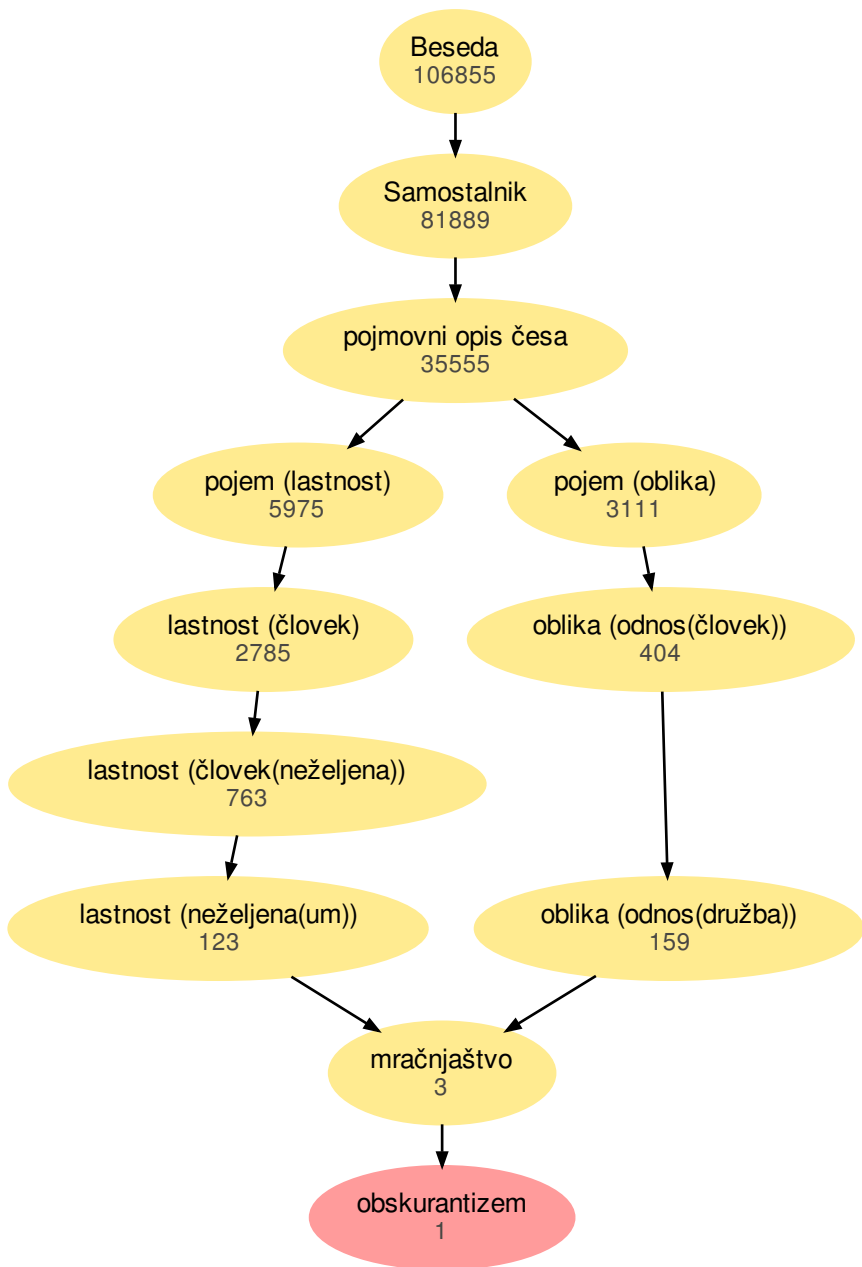 Beseda
106855
Samostalnik
81889
pojmovni opis česa
35555
pojem (lastnost)
5975
pojem (oblika)
3111
lastnost (človek)
2785
oblika (odnos(človek))
404
lastnost (človek(neželjena))
763
lastnost (neželjena(um))
123
oblika (odnos(družba))
159
mračnjaštvo
3
obskurantizem
1